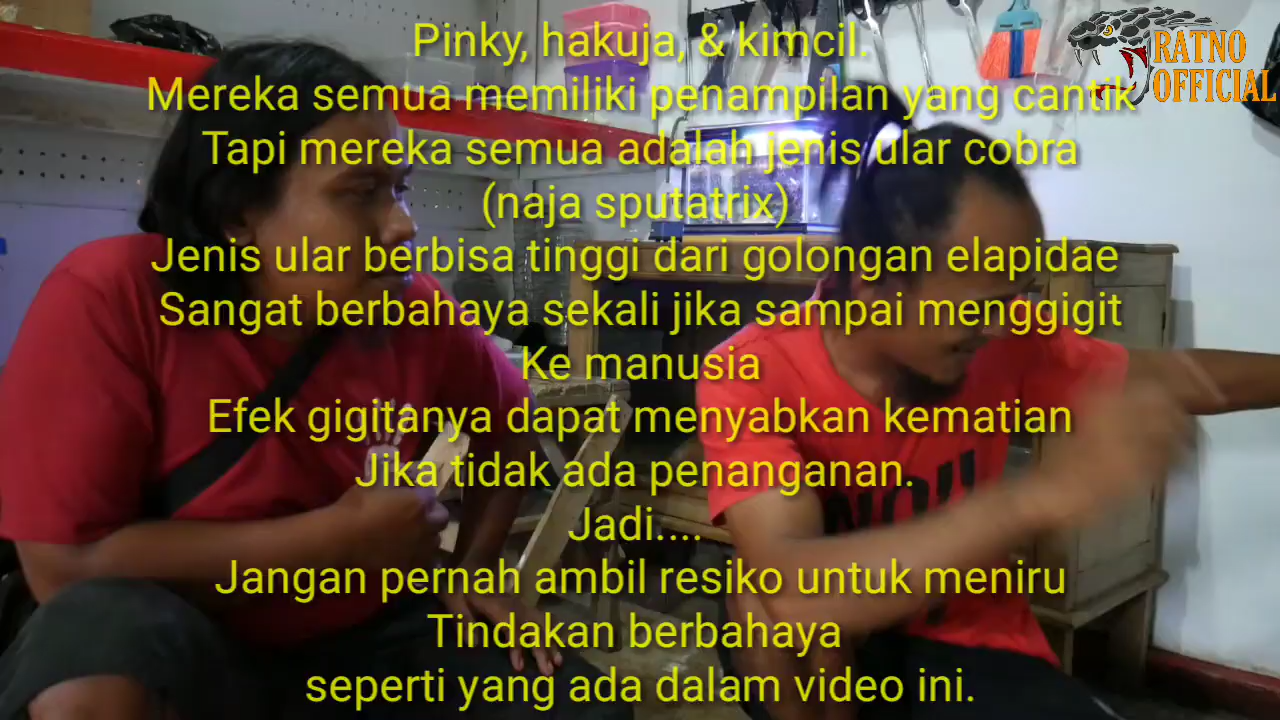 Pinky, hakuja, & kimcil.
Mereka semua memiliki penampilan yang cantik
Tapi mereka semua adalah jenis ular cobra
(naja sputatrix)
Jenis ular berbisa tinggi dari golongan elapidae
Sangat berbahaya sekali jika sampai menggigit
Ke manusia
Efek gigitanya dapat menyabkan kematian
Jika tidak ada penanganan.
Jadi....
Jangan pernah ambil resiko untuk meniru
Tindakan berbahaya
seperti yang ada dalam video ini.
RATNO
OFFICIAL